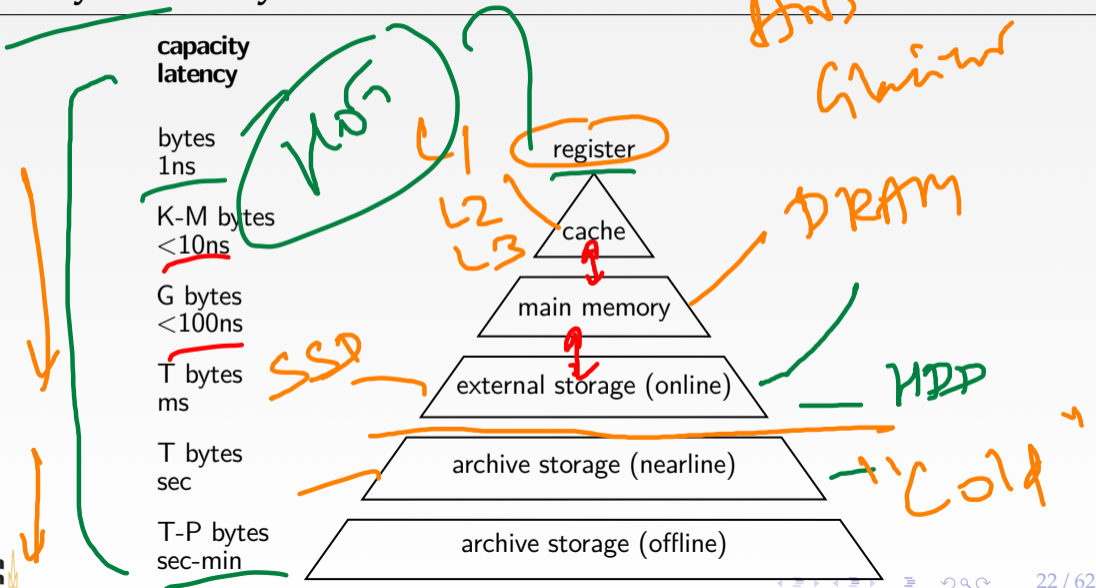 capacity
latency
bytes
1ns
register
L1
K-M bytes
<10ns
cache
L2
L3
DRAM
G bytes
<100ns
main memory
T bytes
ms
SSD
external storage (online)
HDD
T bytes
sec
archive storage (nearline)
"Cold"
T-P bytes
sec-min
archive storage (offline)
22 / 62